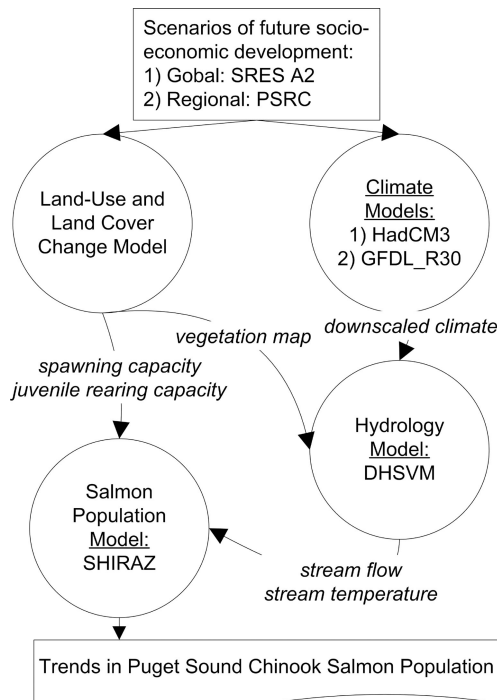 Scenarios of future socio-
economic development:
1) Gobal: SRES A2
2) Regional: PSRC
Land-Use and
Land Cover
Change Model
Climate
Models:
1) HadCM3
2) GFDL_R30
vegetation map
downscaled climate
spawning capacity
juvenile rearing capacity
Hydrology
Model:
DHSVM
Salmon
Population
Model:
SHIRAZ
stream flow
stream temperature
Trends in Puget Sound Chinook Salmon Population